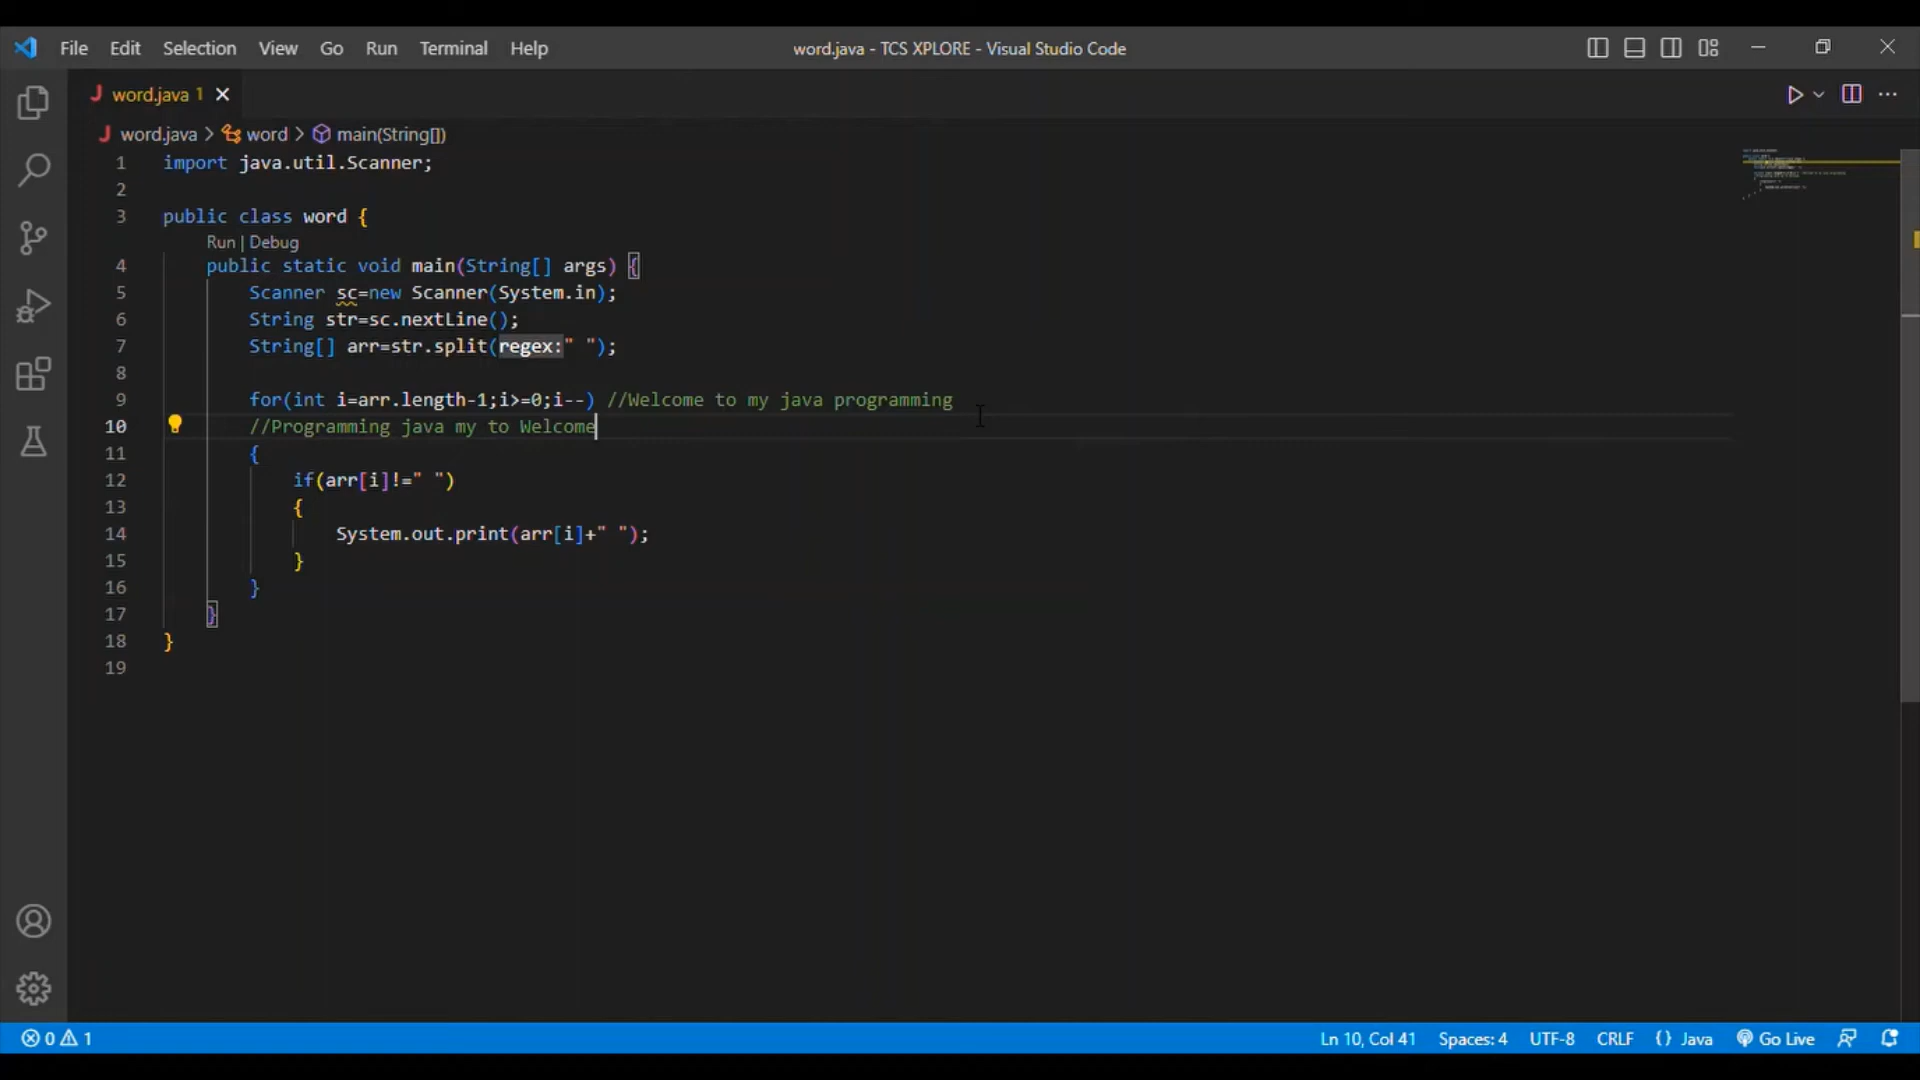 File Edit Selection View Go Run Terminal Help word.java - TCS XPLORE - Visual Studio Code
J word.java 1
J word.java > word > main(String[])
1 import java.util.Scanner;
2
3 public class word {
Run | Debug
4 public static void main(String[] args) {
5 Scanner sc=new Scanner(System.in);
6 String str=sc.nextLine();
7 String[] arr=str.split(regex:" ");
8
9 for(int i=arr.length-1;i>=0;i--) //Welcome to my java programming
10 //Programming java my to Welcome
11 {
12 if(arr[i]!=" ")
13 {
14 System.out.print(arr[i]+" ");
15 }
16 }
17 }
18 }
19
0 1 Ln 10, Col 41 Spaces: 4 UTF-8 CRLF {} Java Go Live